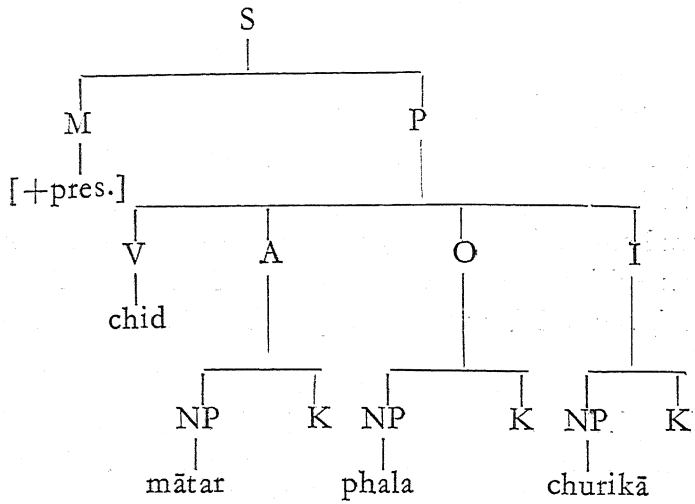 S
M P
[+pres.]
V A O I
chid
NP K NP K NP K
mātar phala churikā